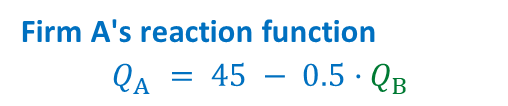 Firm A's reaction function
Q_A = 45 − 0.5 · Q_B